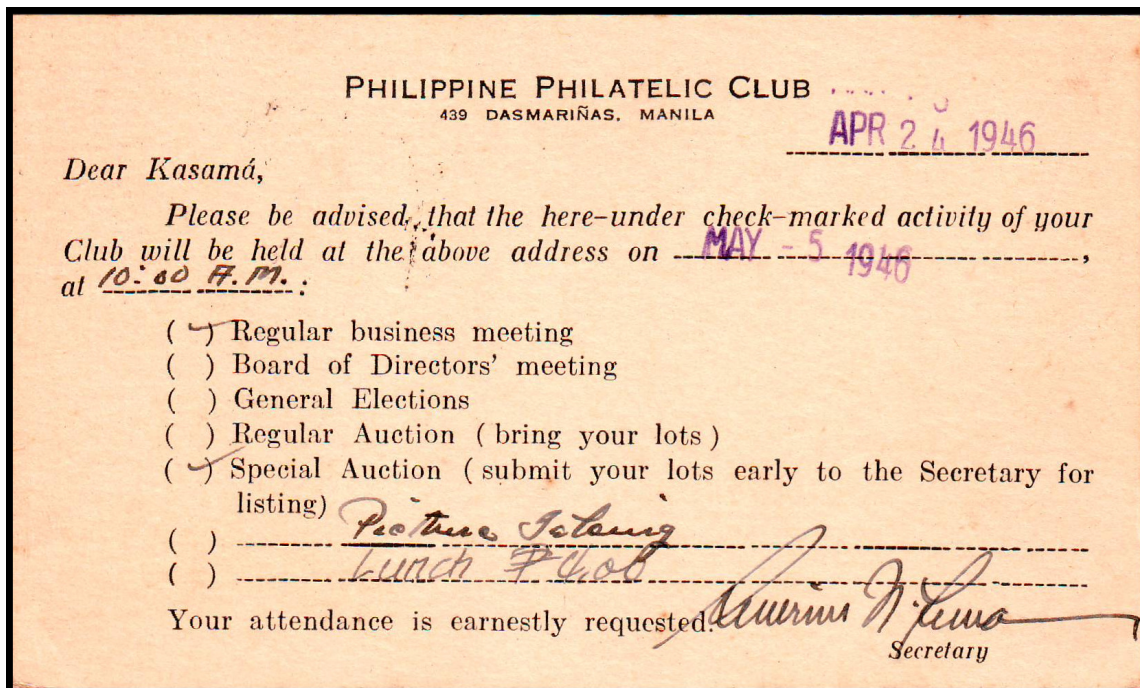 PHILIPPINE PHILATELIC CLUB
439 DASMARIÑAS, MANILA
APR 24 1946
Dear Kasamá,
Please be advised, that the here-under check-marked activity of your
Club will be held at the above address on MAY - 5 1946,
at 10:00 A.M. :
(✓) Regular business meeting
( ) Board of Directors' meeting
( ) General Elections
( ) Regular Auction (bring your lots)
(✓) Special Auction (submit your lots early to the Secretary for
listing)
( ) Picture Taking
( ) Lunch ₱4.00
Your attendance is earnestly requested.
Secretary